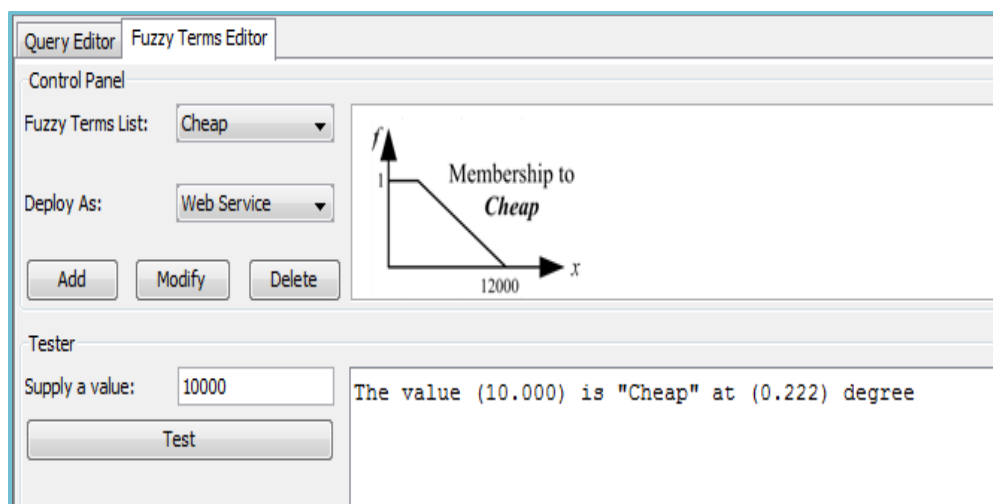 Query Editor
Fuzzy Terms Editor
Control Panel
Fuzzy Terms List:
Cheap
Deploy As:
Web Service
Add
Modify
Delete
f
1
Membership to
Cheap
12000
x
Tester
Supply a value:
10000
Test
The value (10.000) is "Cheap" at (0.222) degree